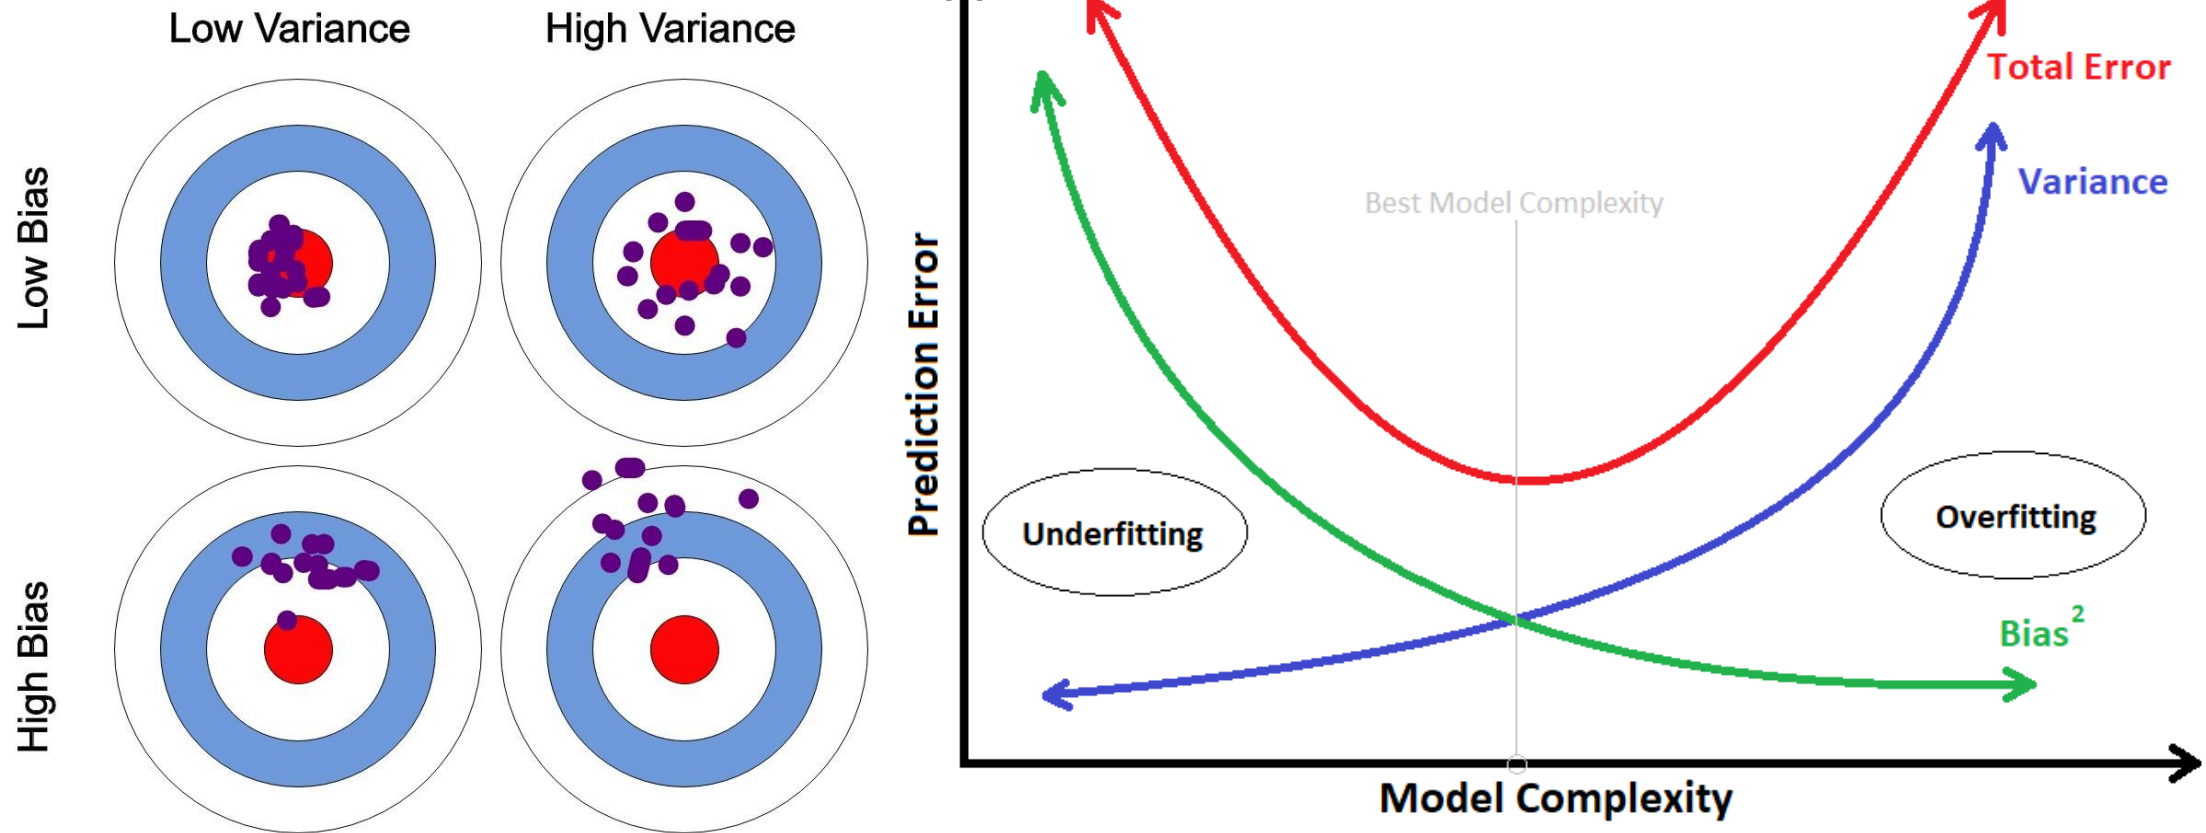 Low Variance
High Variance
Low Bias
High Bias
Total Error
Variance
Best Model Complexity
Prediction Error
Underfitting
Overfitting
Bias²
Model Complexity